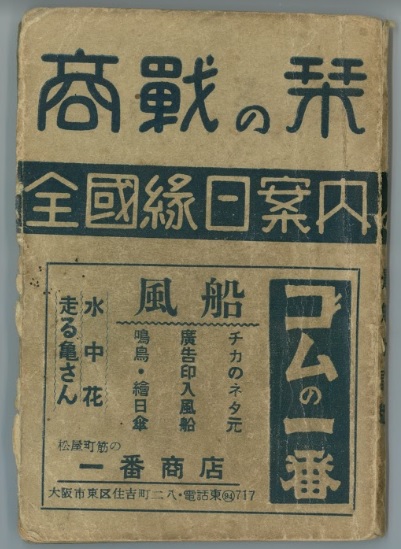 商戰の栞
全國縁日案内
ゴムの一番
風船
チカのネタ元
廣告印入風船
鳴鳥・繪日傘
水中花
走る亀さん
松屋町筋の
一番商店
大阪市東区住吉町二八・電話東(94)717